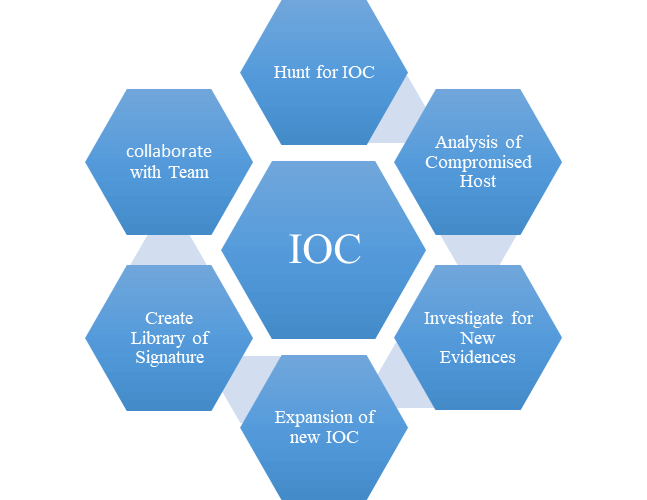 Hunt for IOC
Analysis of
Compromised
Host
Investigate for
New
Evidences
Expansion of
new IOC
Create
Library of
Signature
collaborate
with Team
IOC